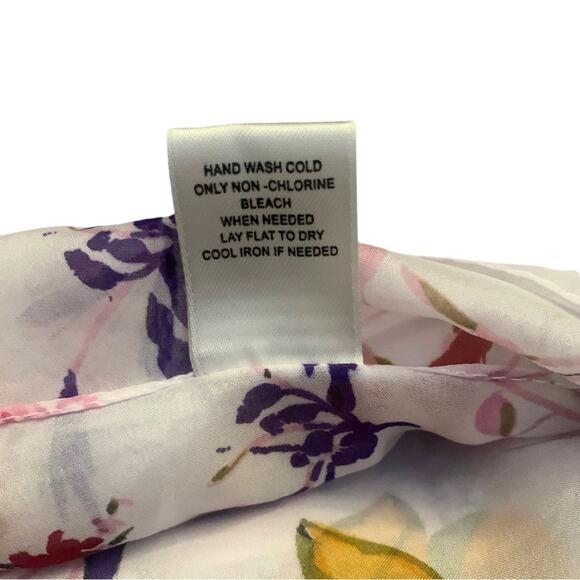 HAND WASH COLD
ONLY NON -CHLORINE
BLEACH
WHEN NEEDED
LAY FLAT TO DRY
COOL IRON IF NEEDED